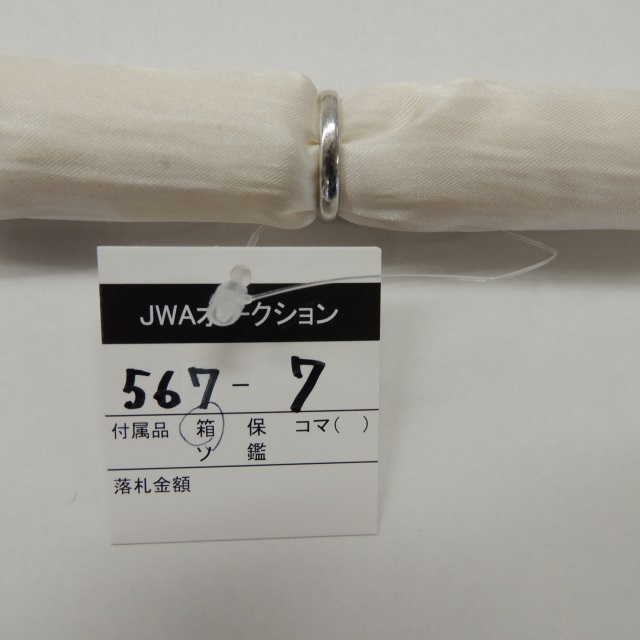 JWAオークション
567-7
付属品 箱 保 コマ( )
ソ 鑑
落札金額